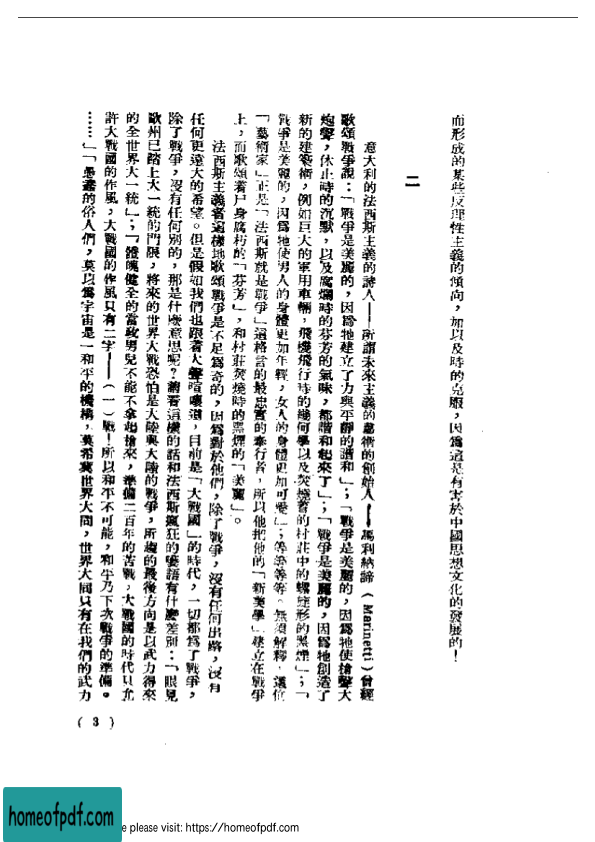 而形成的某些反理性主義的傾向，加以及時的克服，因爲這是有害於中國思想文化的發展的！
二
意大利的法西斯主義的詩人——所謂未來主義的藝術的創始人——馬利納諦（Marinetti）曾經
歌頌戰爭說：「戰爭是美麗的，因爲牠建立了力與平靜的諧和」；「戰爭是美麗的，因爲牠使槍聲大
炮聲，休止時的沉默，以及腐爛時的芬芳的氣味，都諧和起來了」；「戰爭是美麗的，因爲牠創造了
新的建築術，例如巨大的軍用車輛，飛機飛行時的幾何學以及焚燬着的村莊中的螺旋形的黑煙」；「
戰爭是美麗的，因爲牠使男人的身體更加年輕，女人的身體更加可愛」；等等等等。無須解釋，這位
「藝術家」正是「法西斯就是戰爭」這格言的最忠實的奉行者，所以他把他的「新美學」建立在戰爭
上，而歌頌着尸身腐朽的「芬芳」，和村莊焚燒時的黑煙的「美麗」。
法西斯主義者這樣地歌頌戰爭是不足爲奇的，因爲對於他們，除了戰爭，沒有任何出路，沒有
任何更遠大的希望。但是假如我們也跟着大聲喧嚷道，目前是「大戰國」的時代，一切都爲了戰爭，
除了戰爭，沒有任何別的，那是什麼意思呢？請看這樣的話和法西斯瘋狂的囈語有什麼差別：「眼見
歐州已踏上大一統的門限，將來的世界大戰恐怕是大陸與大陸的戰爭，所趨的最後方向是以武力得來
的全世界大一統」；「體魄健全的當政男兒不能不拿起槍來，準備二百年的苦戰，大戰國的時代只允
許大戰國的作風，大戰國的作風只有二字——（一）戰！所以和平不可能，和平乃下次戰爭的準備。
……」「愚蠢的俗人們，莫以爲宇宙是一和平的機構，莫希冀世界大同，世界大同只有在我們的武力
( 3 )
homeofpdf.com
e please visit: https://homeofpdf.com